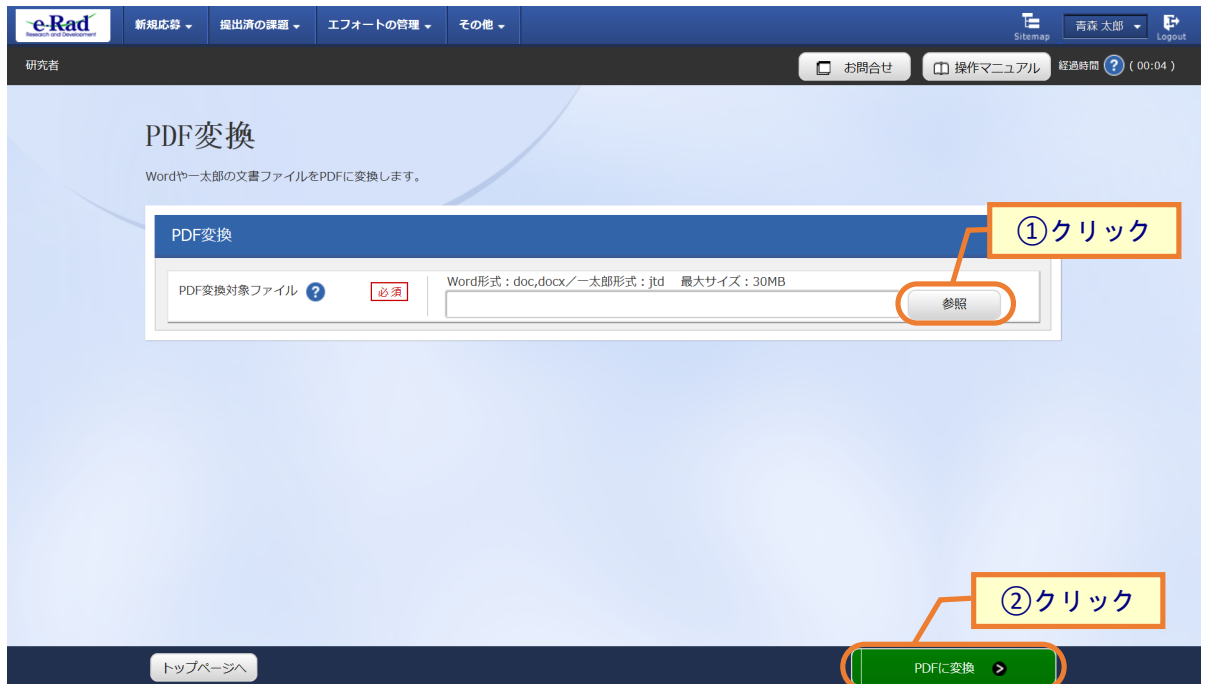 e-Rad
Research and Development
新規応募
提出済の課題
エフォートの管理
その他
Sitemap
青森 太郎
Logout
研究者
お問合せ
操作マニュアル
経過時間 ? ( 00:04 )
PDF変換
Wordや一太郎の文書ファイルをPDFに変換します。
PDF変換
①クリック
PDF変換対象ファイル ?
必須
Word形式：doc,docx／一太郎形式：jtd 最大サイズ：30MB
参照
②クリック
トップページへ
PDFに変換